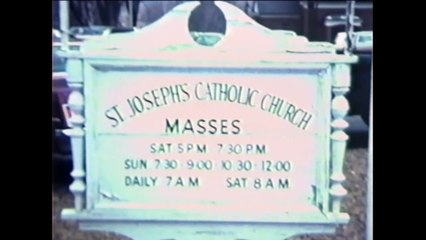 ST JOSEPH'S CATHOLIC CHURCH
MASSES
SAT 5 PM 7:30 PM
SUN 7:30 9:00 10:30 12:00
DAILY 7 AM SAT 8 AM